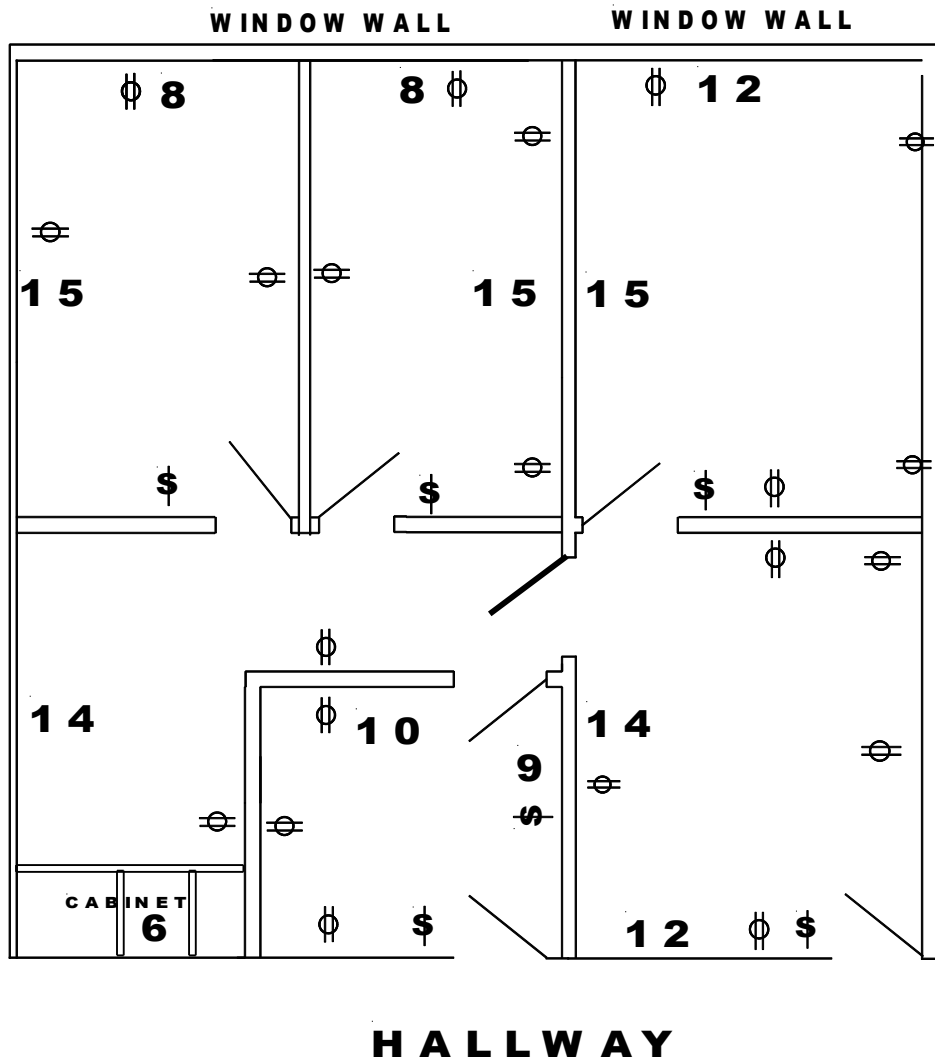 WINDOW WALL WINDOW WALL
8 8 12
15 15 15
$ $ $
14 10 14
9
$
CABINET
6 $ 12 $
HALLWAY